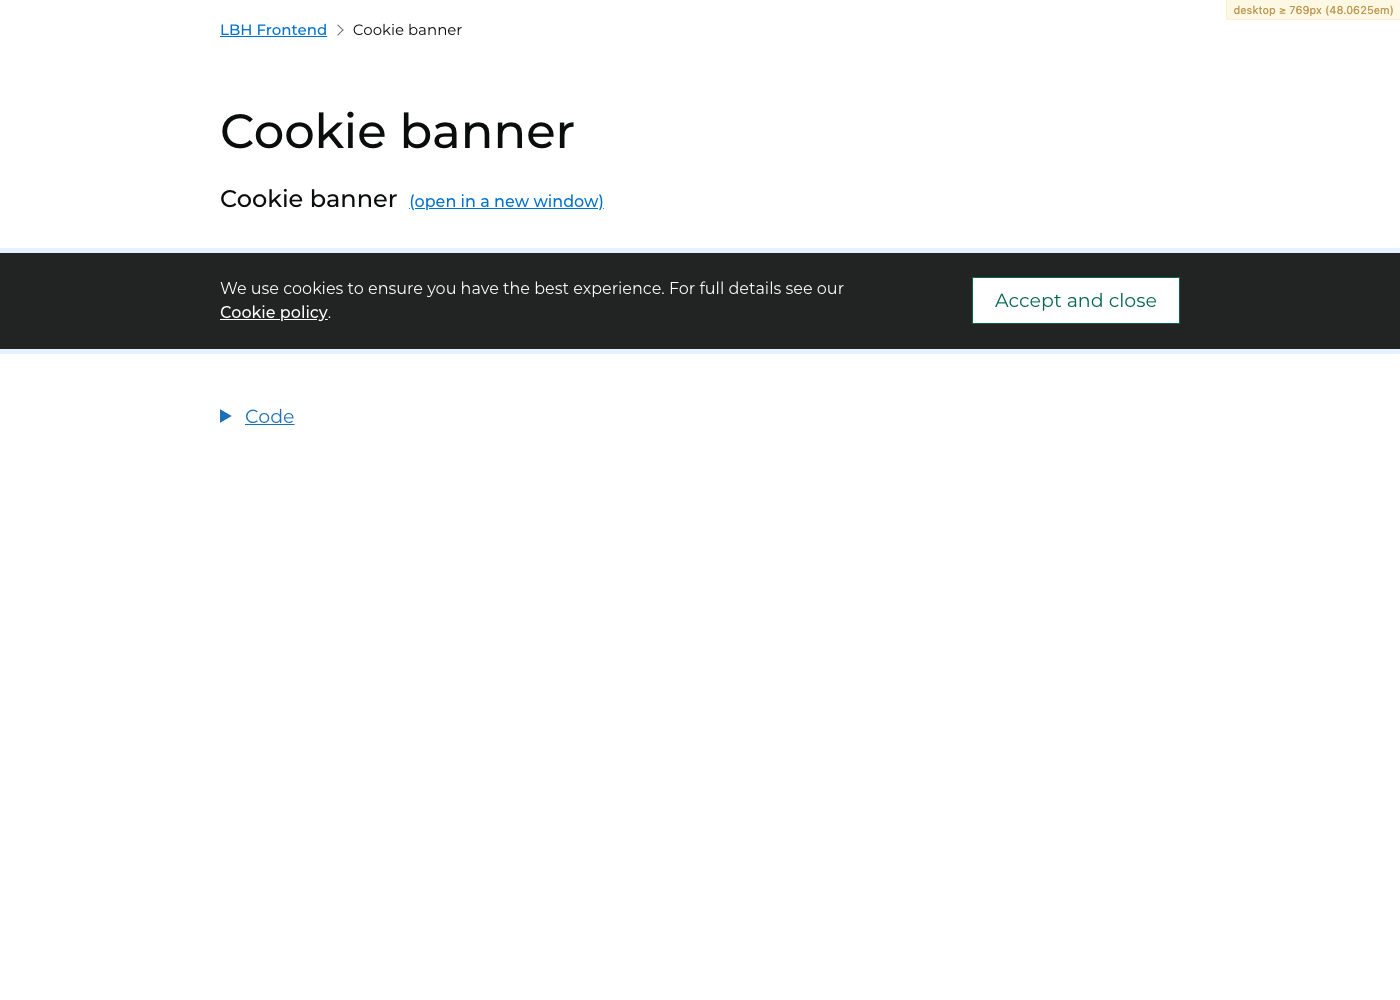 desktop ≥ 769px (48.0625em)
LBH Frontend
Cookie banner
Cookie banner
Cookie banner (open in a new window)
We use cookies to ensure you have the best experience. For full details see our
Cookie policy.
Accept and close
Code